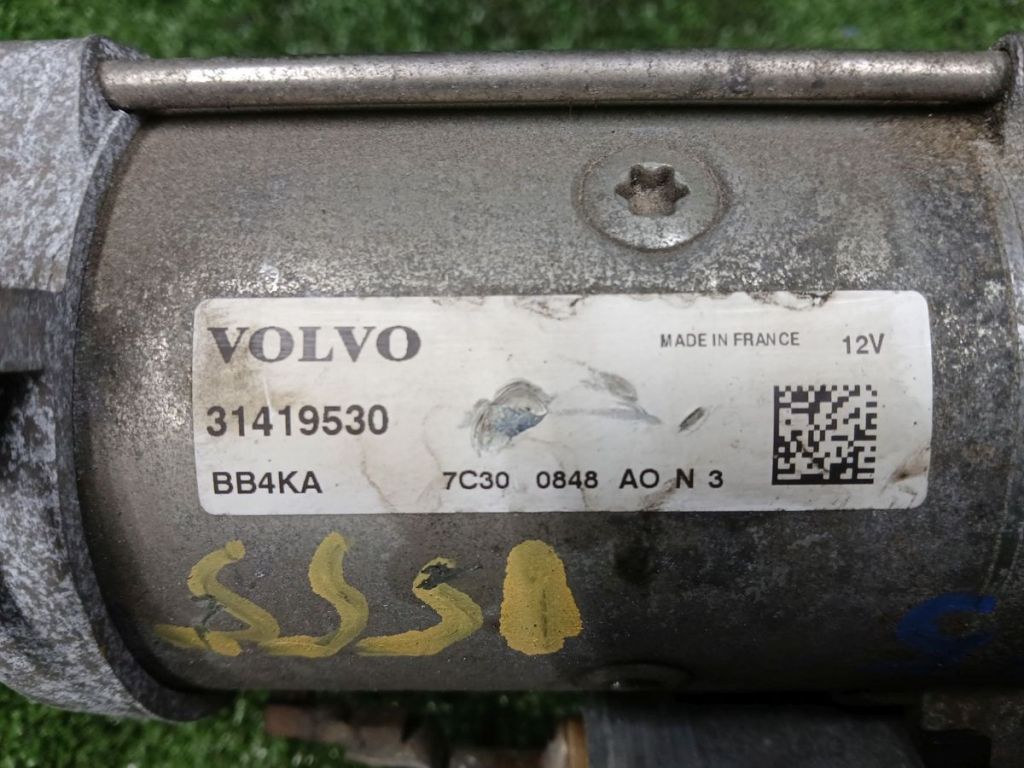 VOLVO MADE IN FRANCE 12V
31419530
BB4KA 7C30 0848 AO N 3